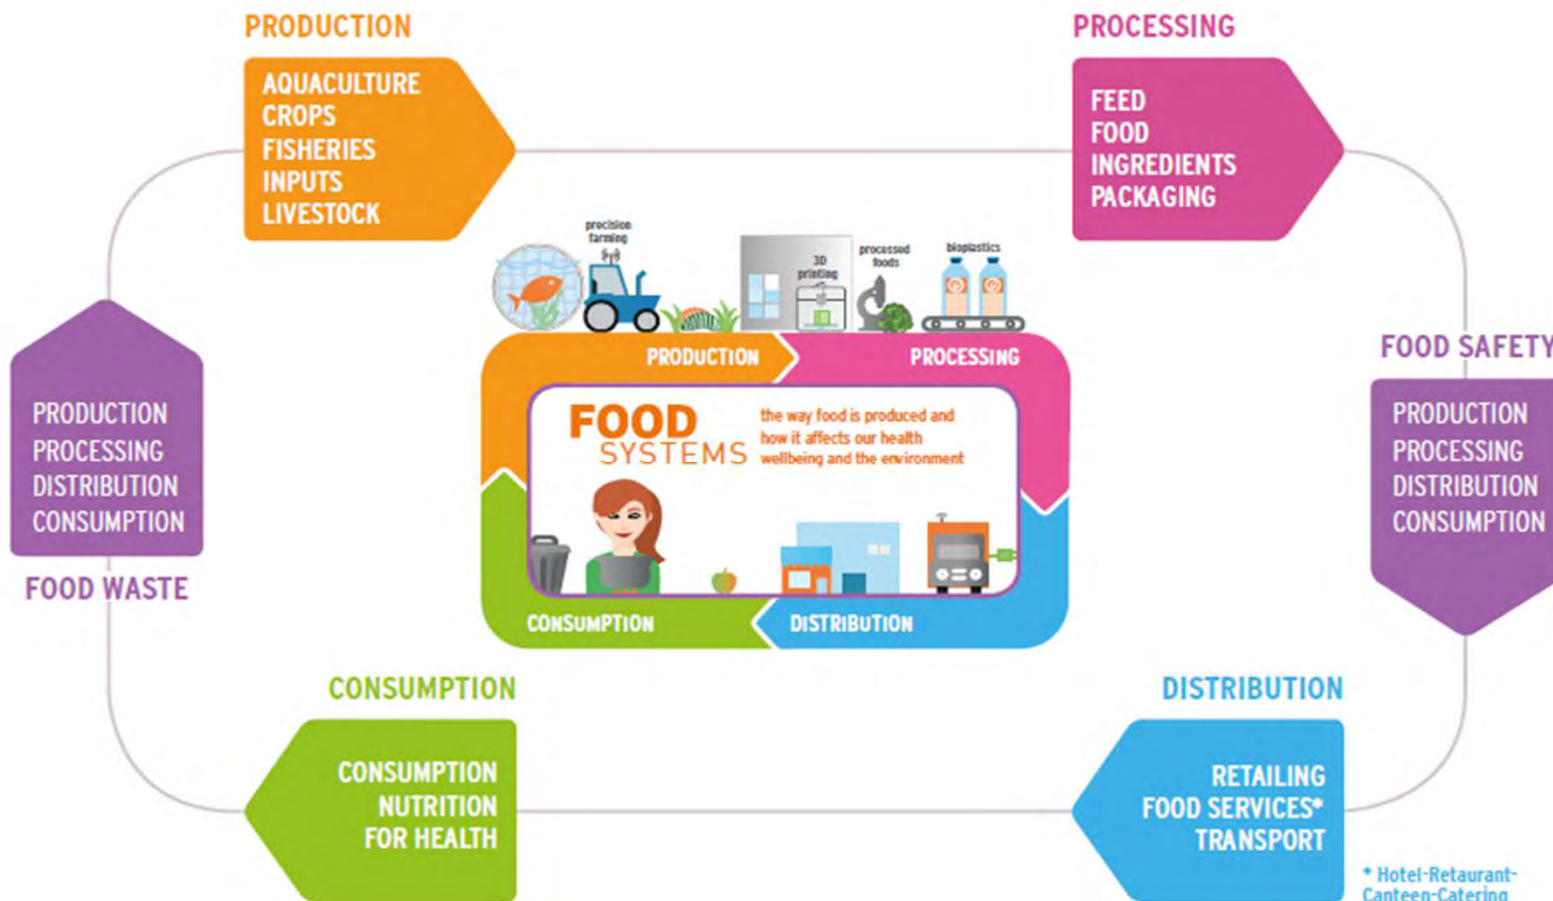 PRODUCTION
AQUACULTURE
CROPS
FISHERIES
INPUTS
LIVESTOCK
PROCESSING
FEED
FOOD
INGREDIENTS
PACKAGING
precision
farming
3D
printing
processed
foods
bioplastics
PRODUCTION
PROCESSING
FOOD
SYSTEMS
the way food is produced and
how it affects our health
wellbeing and the environment
CONSUMPTION
DISTRIBUTION
PRODUCTION
PROCESSING
DISTRIBUTION
CONSUMPTION
FOOD WASTE
FOOD SAFETY
PRODUCTION
PROCESSING
DISTRIBUTION
CONSUMPTION
CONSUMPTION
CONSUMPTION
NUTRITION
FOR HEALTH
DISTRIBUTION
RETAILING
FOOD SERVICES*
TRANSPORT
* Hotel-Retaurant-
Canteen-Catering